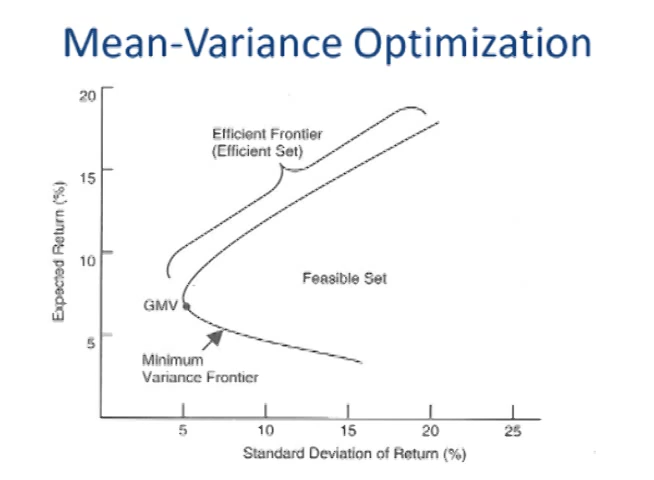 Mean-Variance Optimization
20
Efficient Frontier
(Efficient Set)
15
Expected Return (%)
10
Feasible Set
GMV
5
Minimum
Variance Frontier
5 10 15 20 25
Standard Deviation of Return (%)